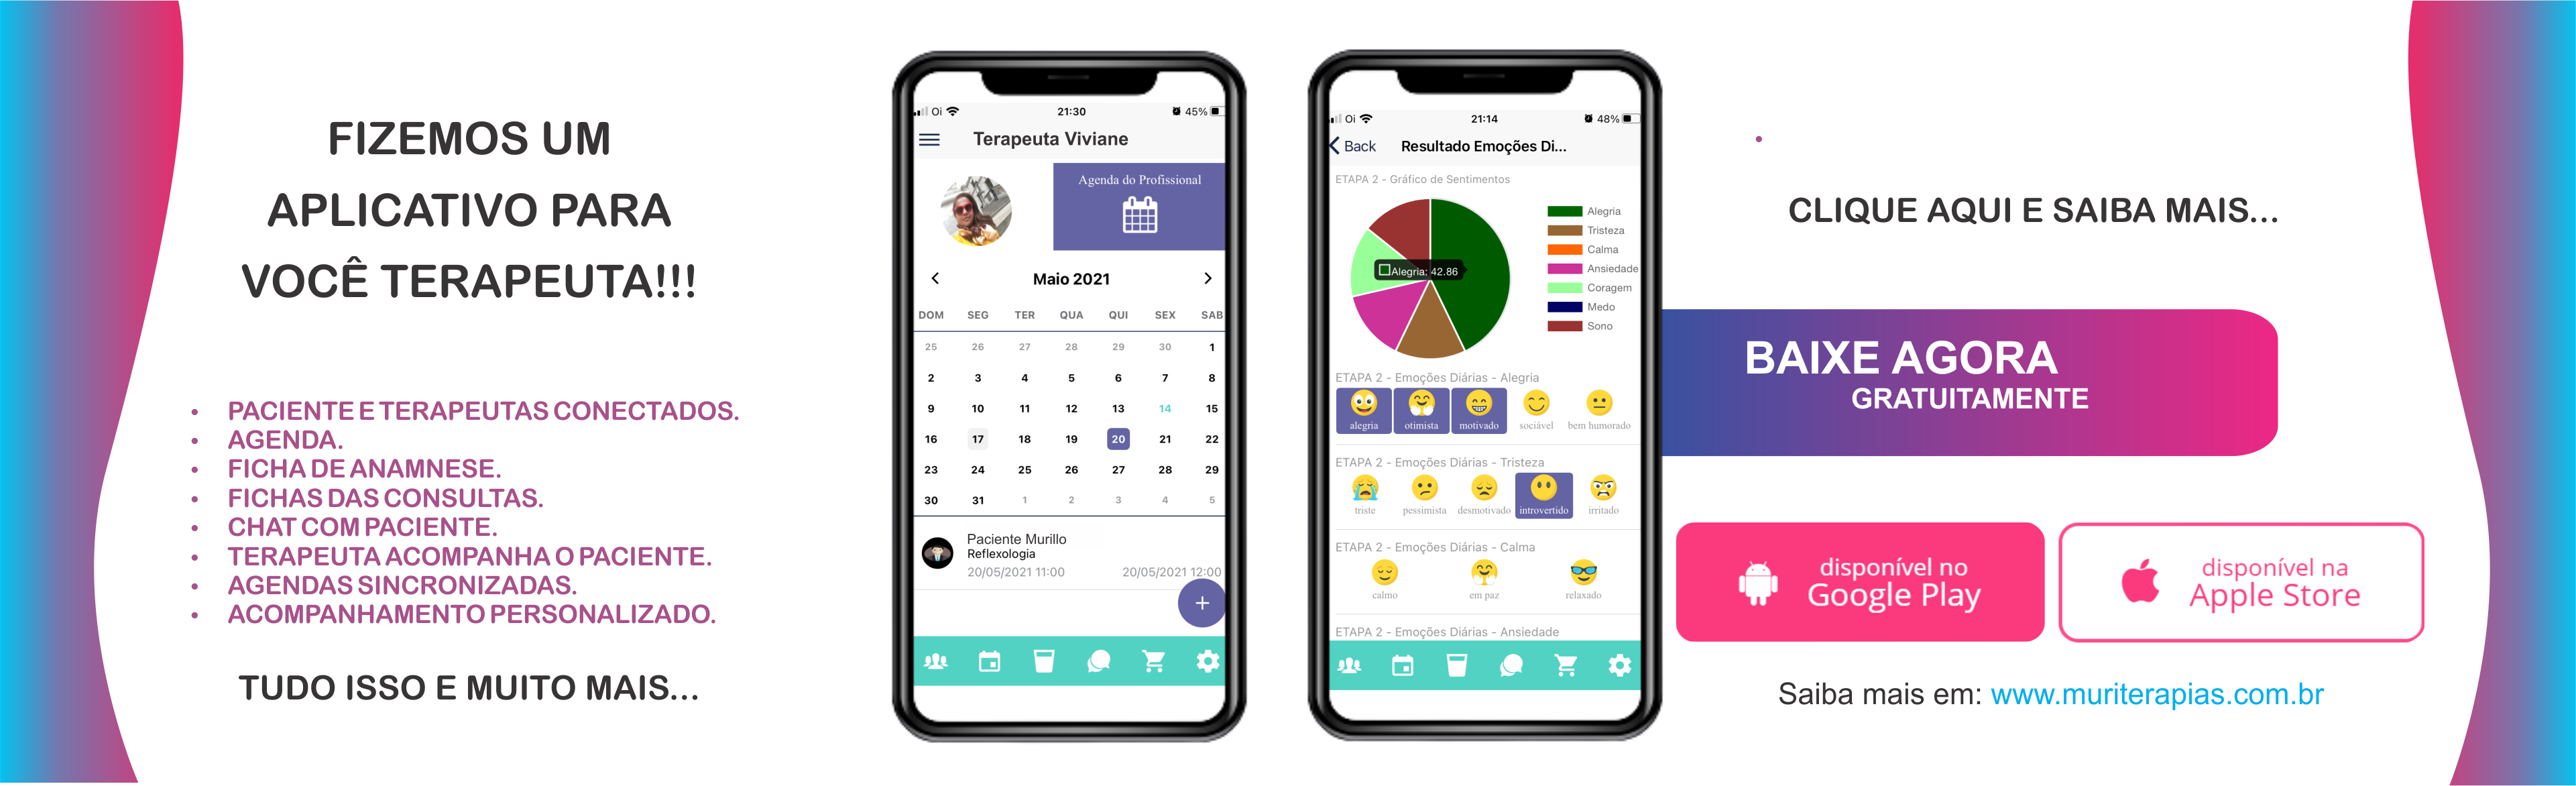 FIZEMOS UM
APLICATIVO PARA
VOCÊ TERAPEUTA!!!
• PACIENTE E TERAPEUTAS CONECTADOS.
• AGENDA.
• FICHA DE ANAMNESE.
• FICHAS DAS CONSULTAS.
• CHAT COM PACIENTE.
• TERAPEUTA ACOMPANHA O PACIENTE.
• AGENDAS SINCRONIZADAS.
• ACOMPANHAMENTO PERSONALIZADO.
TUDO ISSO E MUITO MAIS...
Oi 21:30 45%
Terapeuta Viviane
Agenda do Profissional
Maio 2021
DOM SEG TER QUA QUI SEX SAB
25 26 27 28 29 30 1
2 3 4 5 6 7 8
9 10 11 12 13 14 15
16 17 18 19 20 21 22
23 24 25 26 27 28 29
30 31 1 2 3 4 5
Paciente Murillo
Reflexologia
20/05/2021 11:00 20/05/2021 12:00
+
Oi 21:14 48%
Back Resultado Emoções Di...
ETAPA 2 - Gráfico de Sentimentos
Alegria
Tristeza
Calma
Ansiedade
Coragem
Medo
Sono
Alegria: 42.86
ETAPA 2 - Emoções Diárias - Alegria
alegria otimista motivado sociável bem humorado
ETAPA 2 - Emoções Diárias - Tristeza
triste pessimista desmotivado introvertido irritado
ETAPA 2 - Emoções Diárias - Calma
calmo em paz relaxado
ETAPA 2 - Emoções Diárias - Ansiedade
•
CLIQUE AQUI E SAIBA MAIS...
BAIXE AGORA
GRATUITAMENTE
disponível no
Google Play
disponível na
Apple Store
Saiba mais em: www.muriterapias.com.br